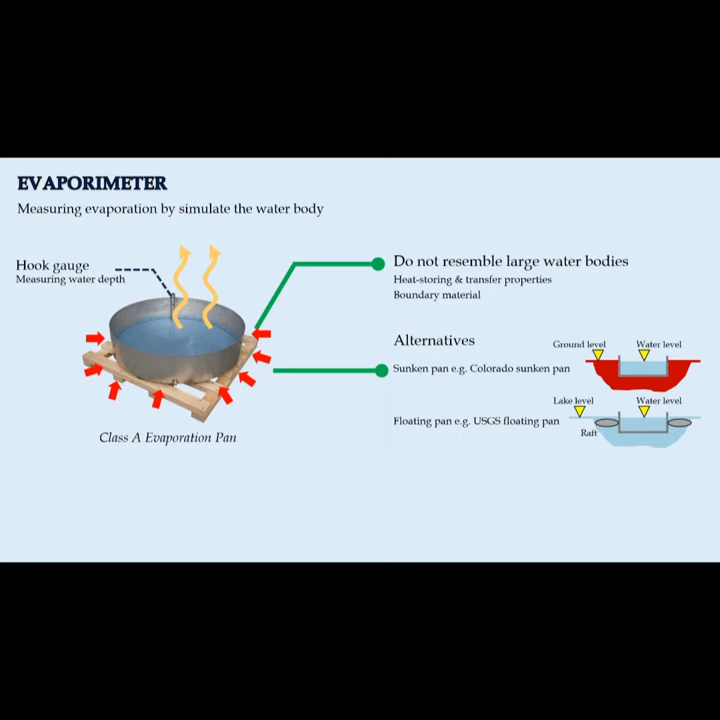 EVAPORIMETER
Measuring evaporation by simulate the water body
Hook gauge
Measuring water depth
Class A Evaporation Pan
Do not resemble large water bodies
Heat-storing & transfer properties
Boundary material
Alternatives
Ground level
Water level
Sunken pan e.g. Colorado sunken pan
Lake level
Water level
Floating pan e.g. USGS floating pan
Raft